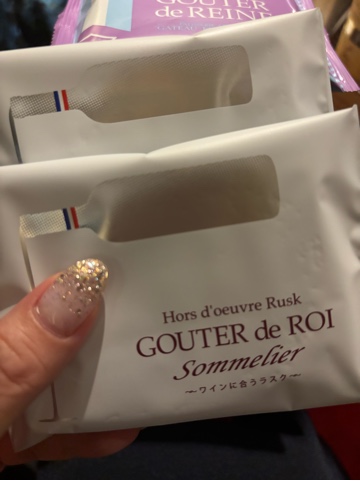 GOUTER
de REINE
Hors d'oeuvre Rusk
GOUTER de ROI
Sommelier
〜ワインに合うラスク〜